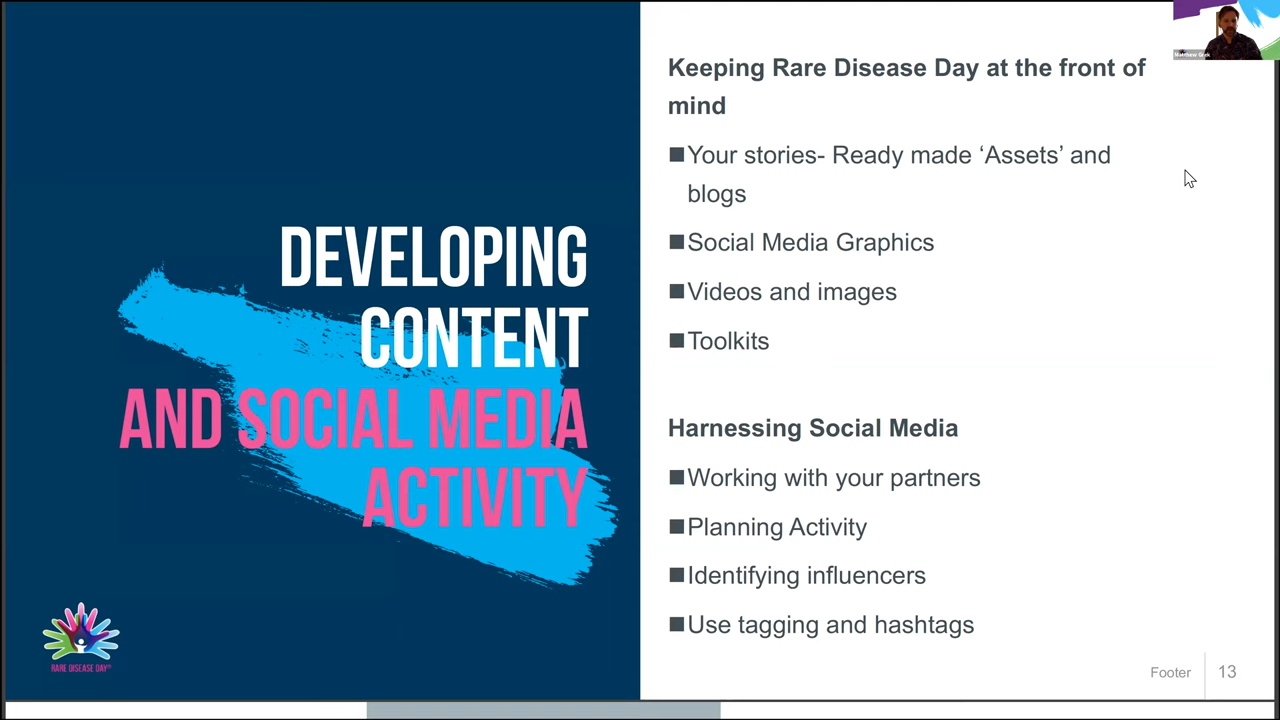 DEVELOPING
CONTENT
AND SOCIAL MEDIA
ACTIVITY
RARE DISEASE DAY®
Keeping Rare Disease Day at the front of
mind
Your stories- Ready made ‘Assets’ and
blogs
Social Media Graphics
Videos and images
Toolkits
Harnessing Social Media
Working with your partners
Planning Activity
Identifying influencers
Use tagging and hashtags
Footer
13
Matthew